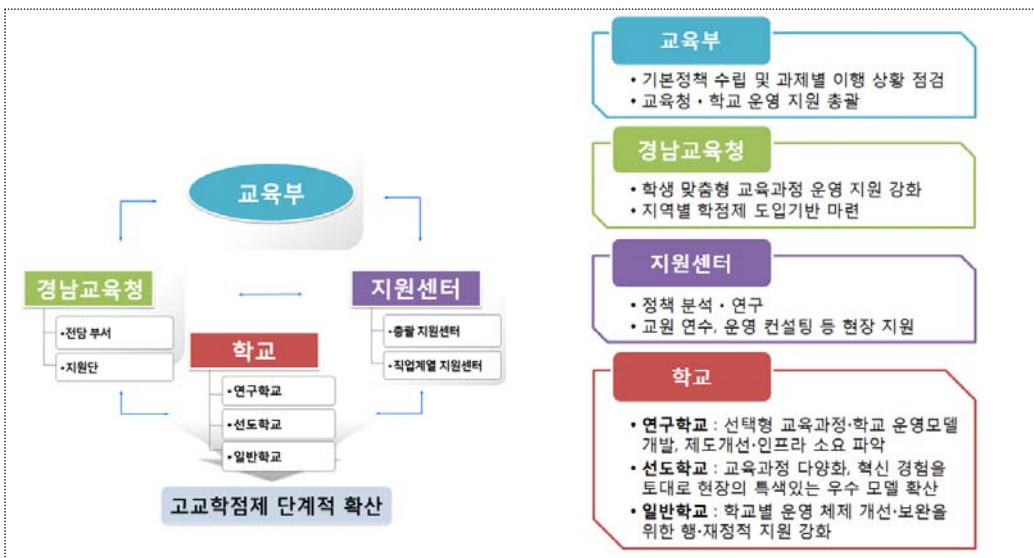 교육부
경남교육청
•전담 부서
•지원단
지원센터
•총괄 지원센터
•직업계열 지원센터
학교
•연구학교
•선도학교
•일반학교
고교학점제 단계적 확산
교육부
• 기본정책 수립 및 과제별 이행 상황 점검
• 교육청・학교 운영 지원 총괄
경남교육청
• 학생 맞춤형 교육과정 운영 지원 강화
• 지역별 학점제 도입기반 마련
지원센터
• 정책 분석・연구
• 교원 연수, 운영 컨설팅 등 현장 지원
학교
• 연구학교 : 선택형 교육과정·학교 운영모델
개발, 제도개선·인프라 소요 파악
• 선도학교 : 교육과정 다양화, 혁신 경험을
토대로 현장의 특색있는 우수 모델 확산
• 일반학교 : 학교별 운영 체제 개선·보완을
위한 행·재정적 지원 강화